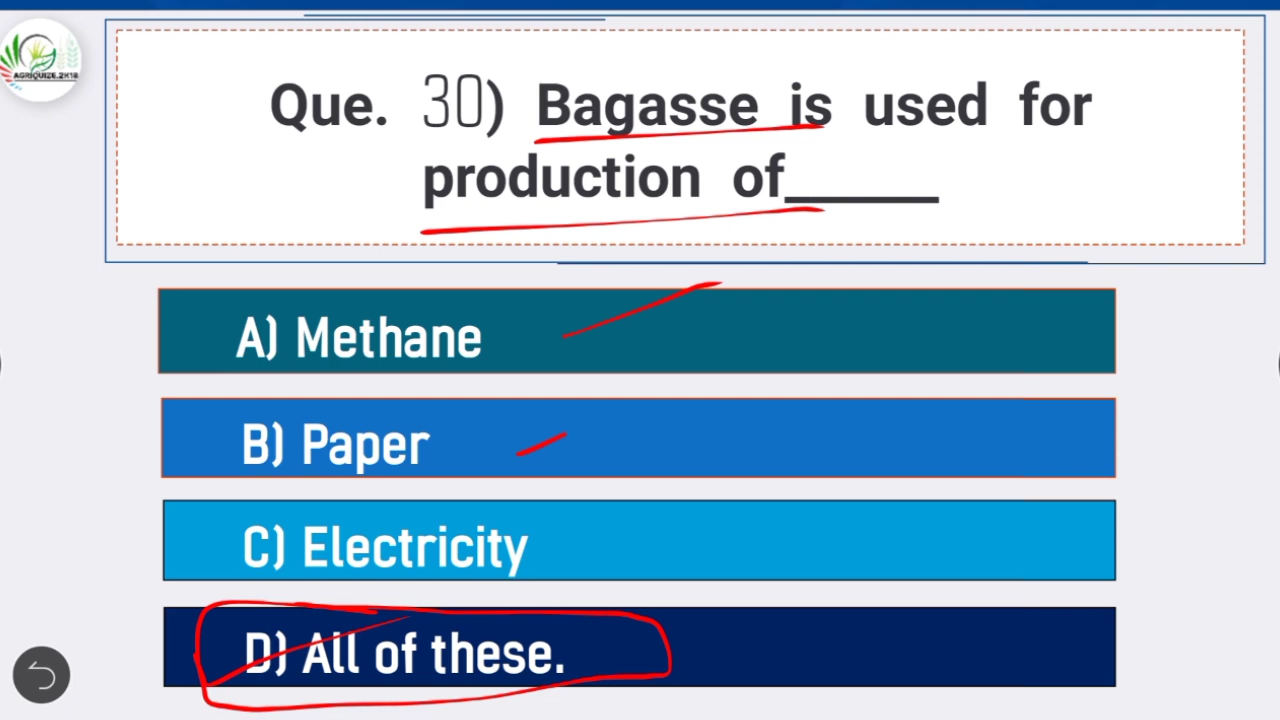 AGRIQUIZE.2K18
Que. 30) Bagasse is used for
production of_____
A) Methane
B) Paper
C) Electricity
D) All of these.